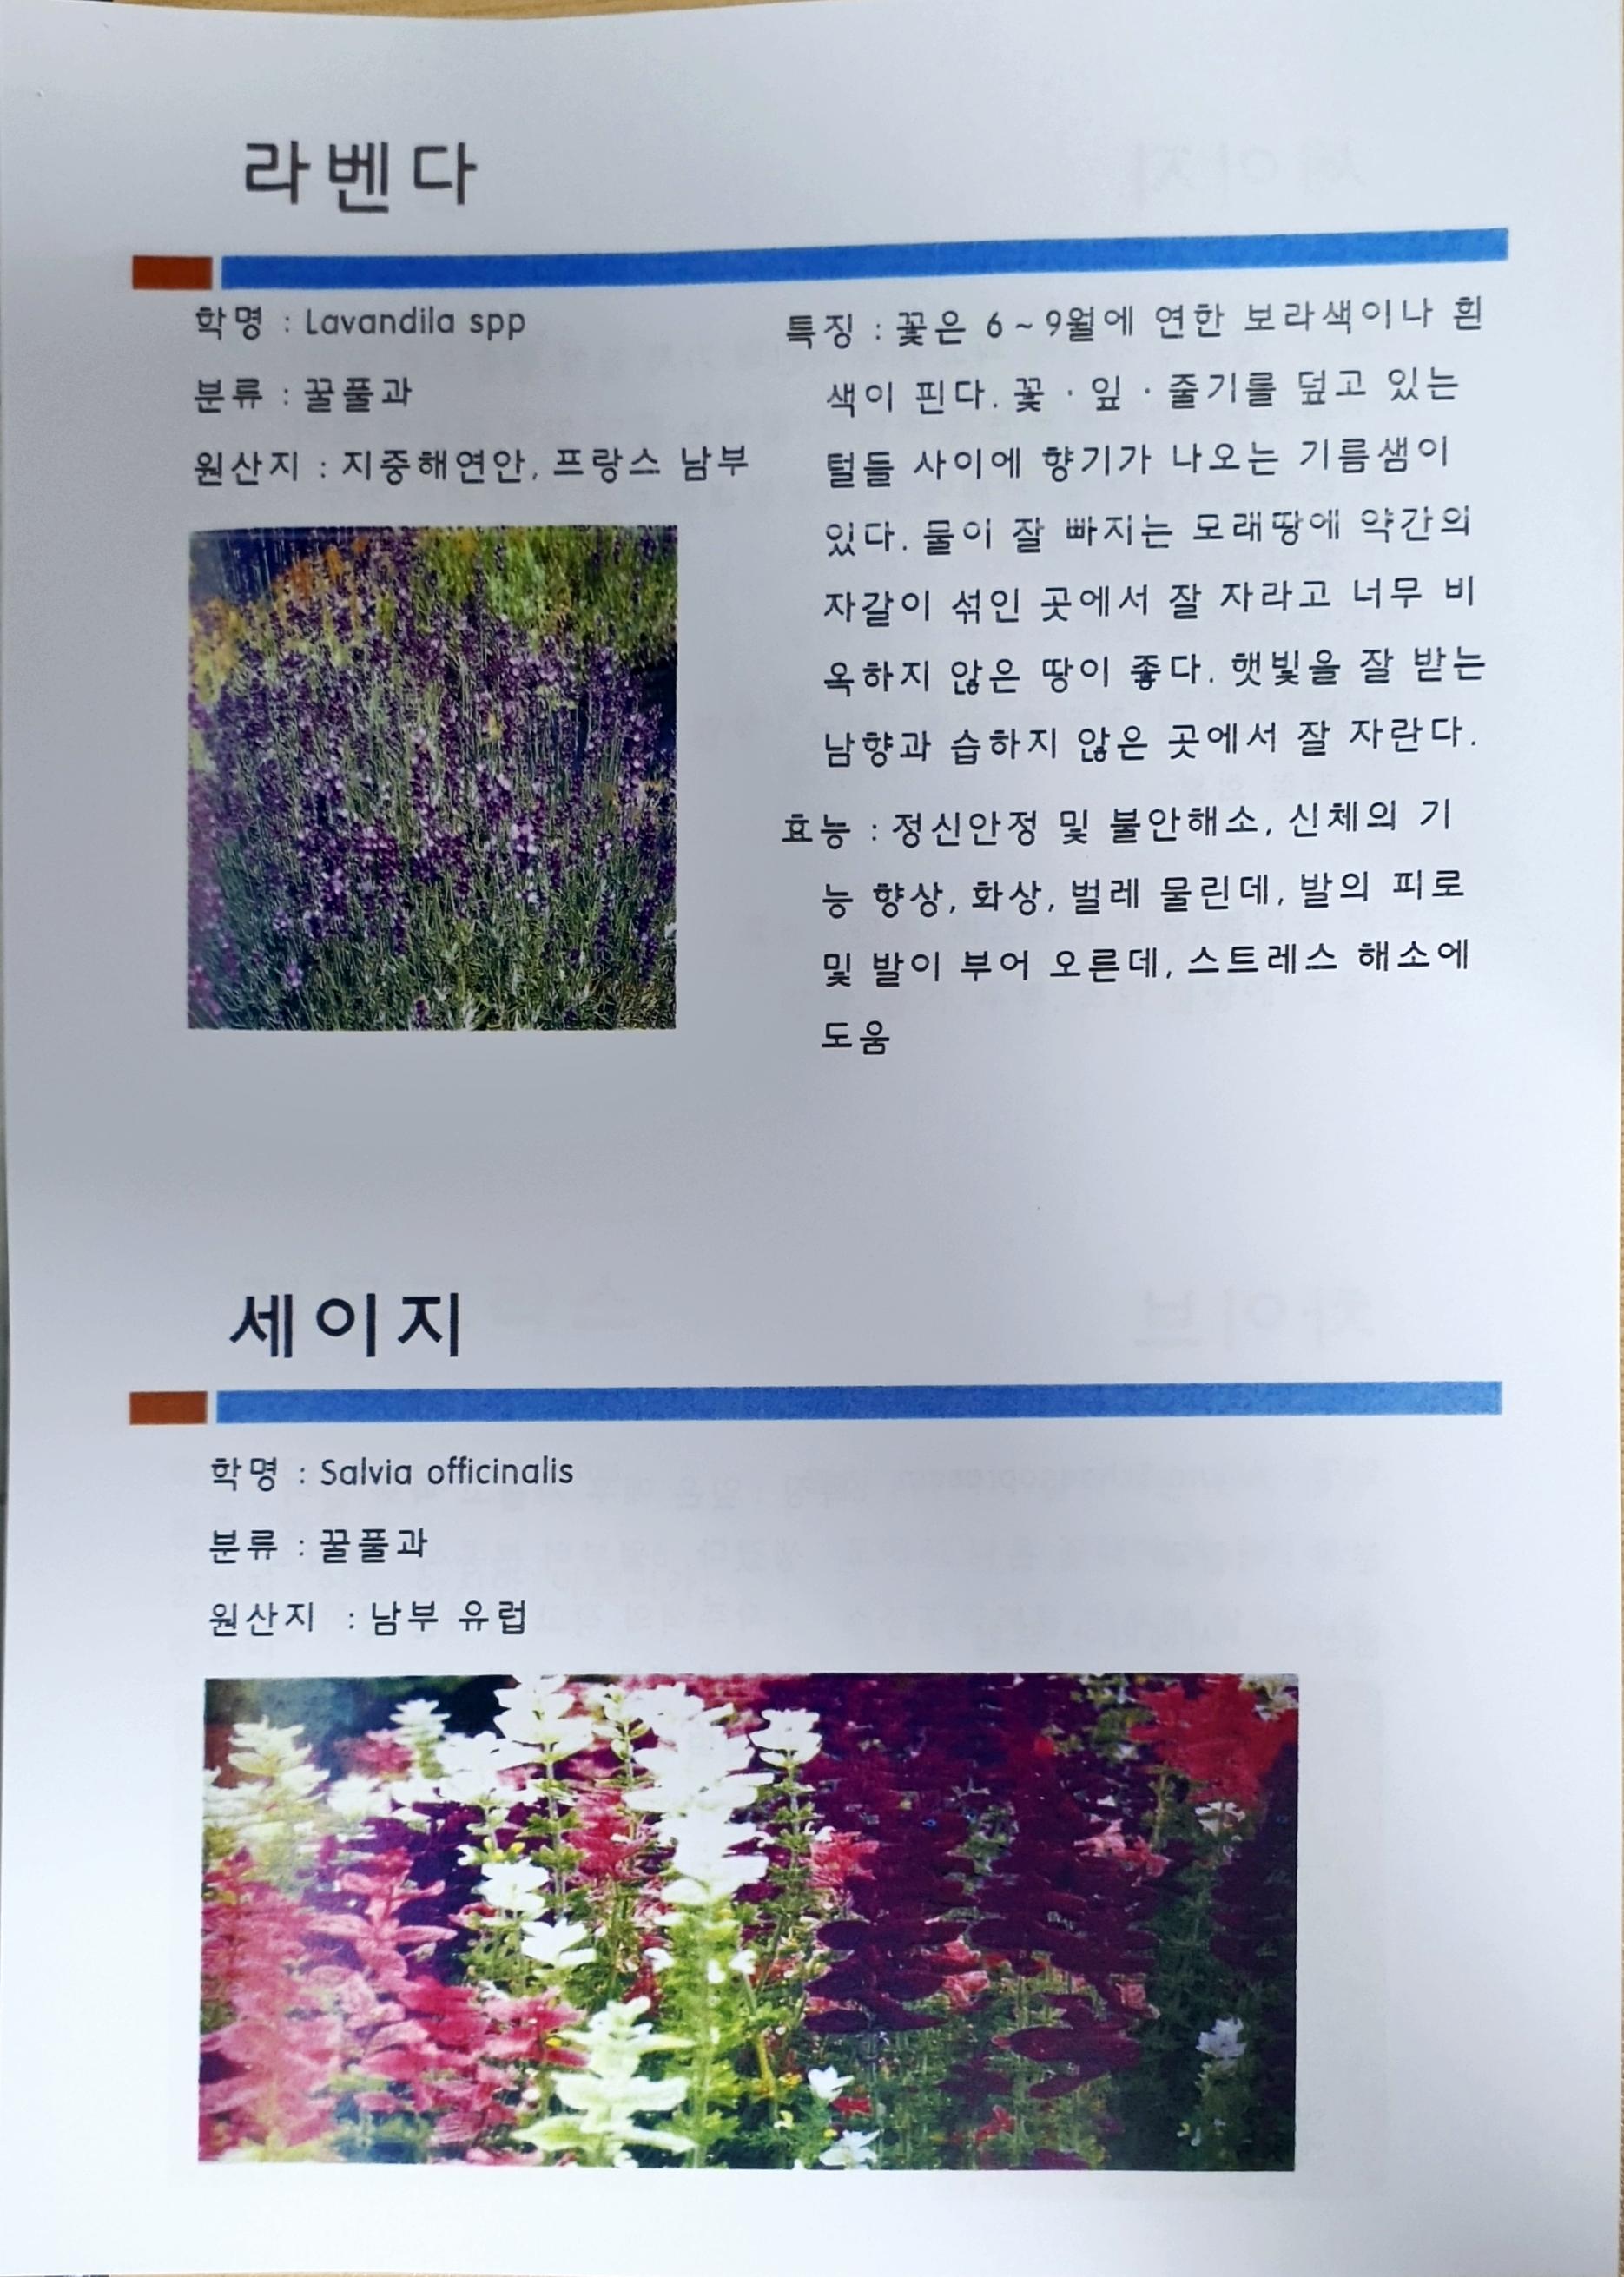 라벤다
학명 : Lavandila spp
분류 : 꿀풀과
원산지 : 지중해연안, 프랑스 남부
특징 : 꽃은 6 ~ 9월에 연한 보라색이나 흰
색이 핀다. 꽃 · 잎 · 줄기를 덮고 있는
털들 사이에 향기가 나오는 기름샘이
있다. 물이 잘 빠지는 모래땅에 약간의
자갈이 섞인 곳에서 잘 자라고 너무 비
옥하지 않은 땅이 좋다. 햇빛을 잘 받는
남향과 습하지 않은 곳에서 잘 자란다.
효능 : 정신안정 및 불안해소, 신체의 기
능 향상, 화상, 벌레 물린데, 발의 피로
및 발이 부어 오른데, 스트레스 해소에
도움
세이지
학명 : Salvia officinalis
분류 : 꿀풀과
원산지 : 남부 유럽